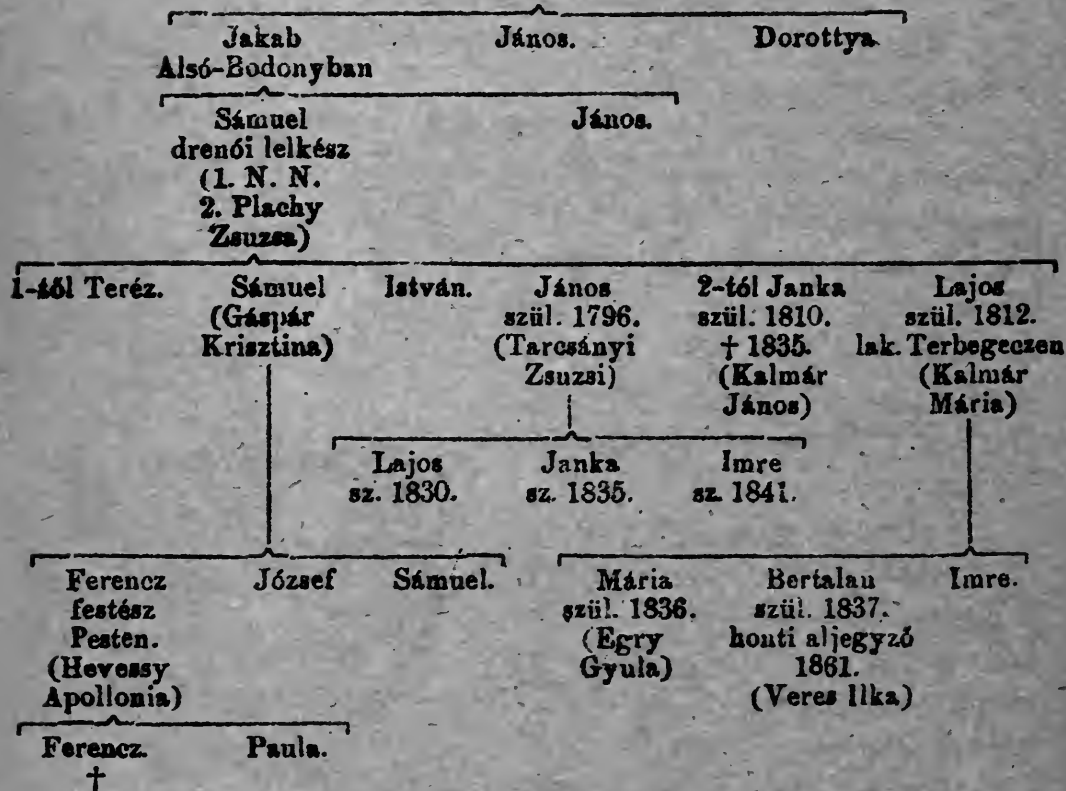 Jakab János. Dorottya
Alsó-Bodonyban
Sámuel János.
drenói lelkész
(1. N. N.
2. Plachy
Zsuzsa)
1-től Teréz. Sámuel István. János 2-tól Janka Lajos
(Gáspár szül. 1796. szül. 1810. szül. 1812.
Krisztina) (Tarcsányi † 1835. lak. Terbegeczen
Zsuzsi) (Kalmár (Kalmár
János) Mária)
Lajos Janka Imre
sz. 1830. sz. 1835. sz. 1841.
Ferencz József Sámuel. Mária Bertalan Imre.
festész szül. 1836. szül. 1837.
Pesten. (Egry honti aljegyző
(Hevessy Gyula) 1861.
Apollonia) (Veres Ilka)
Ferencz. Paula.
†